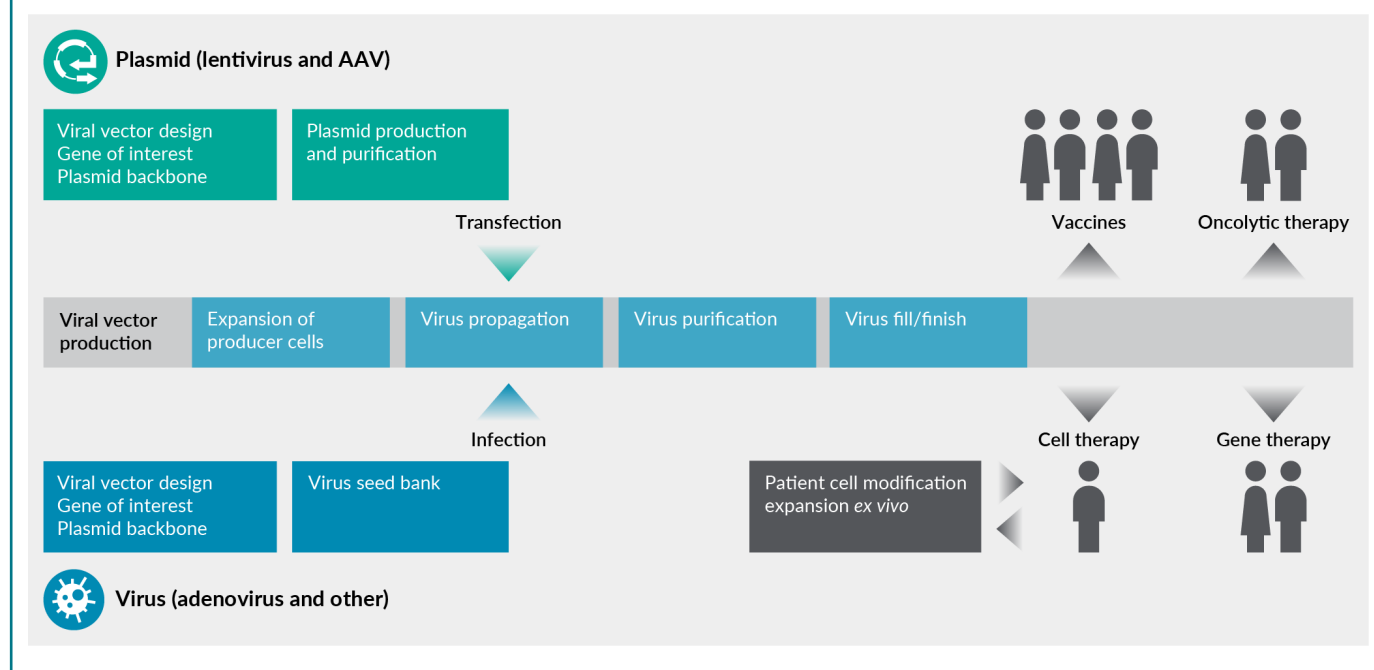 Plasmid (lentivirus and AAV)
Viral vector design
Gene of interest
Plasmid backbone
Plasmid production
and purification
Transfection
Vaccines
Oncolytic therapy
Viral vector
production
Expansion of
producer cells
Virus propagation
Virus purification
Virus fill/finish
Infection
Cell therapy
Gene therapy
Viral vector design
Gene of interest
Plasmid backbone
Virus seed bank
Patient cell modification
expansion ex vivo
Virus (adenovirus and other)